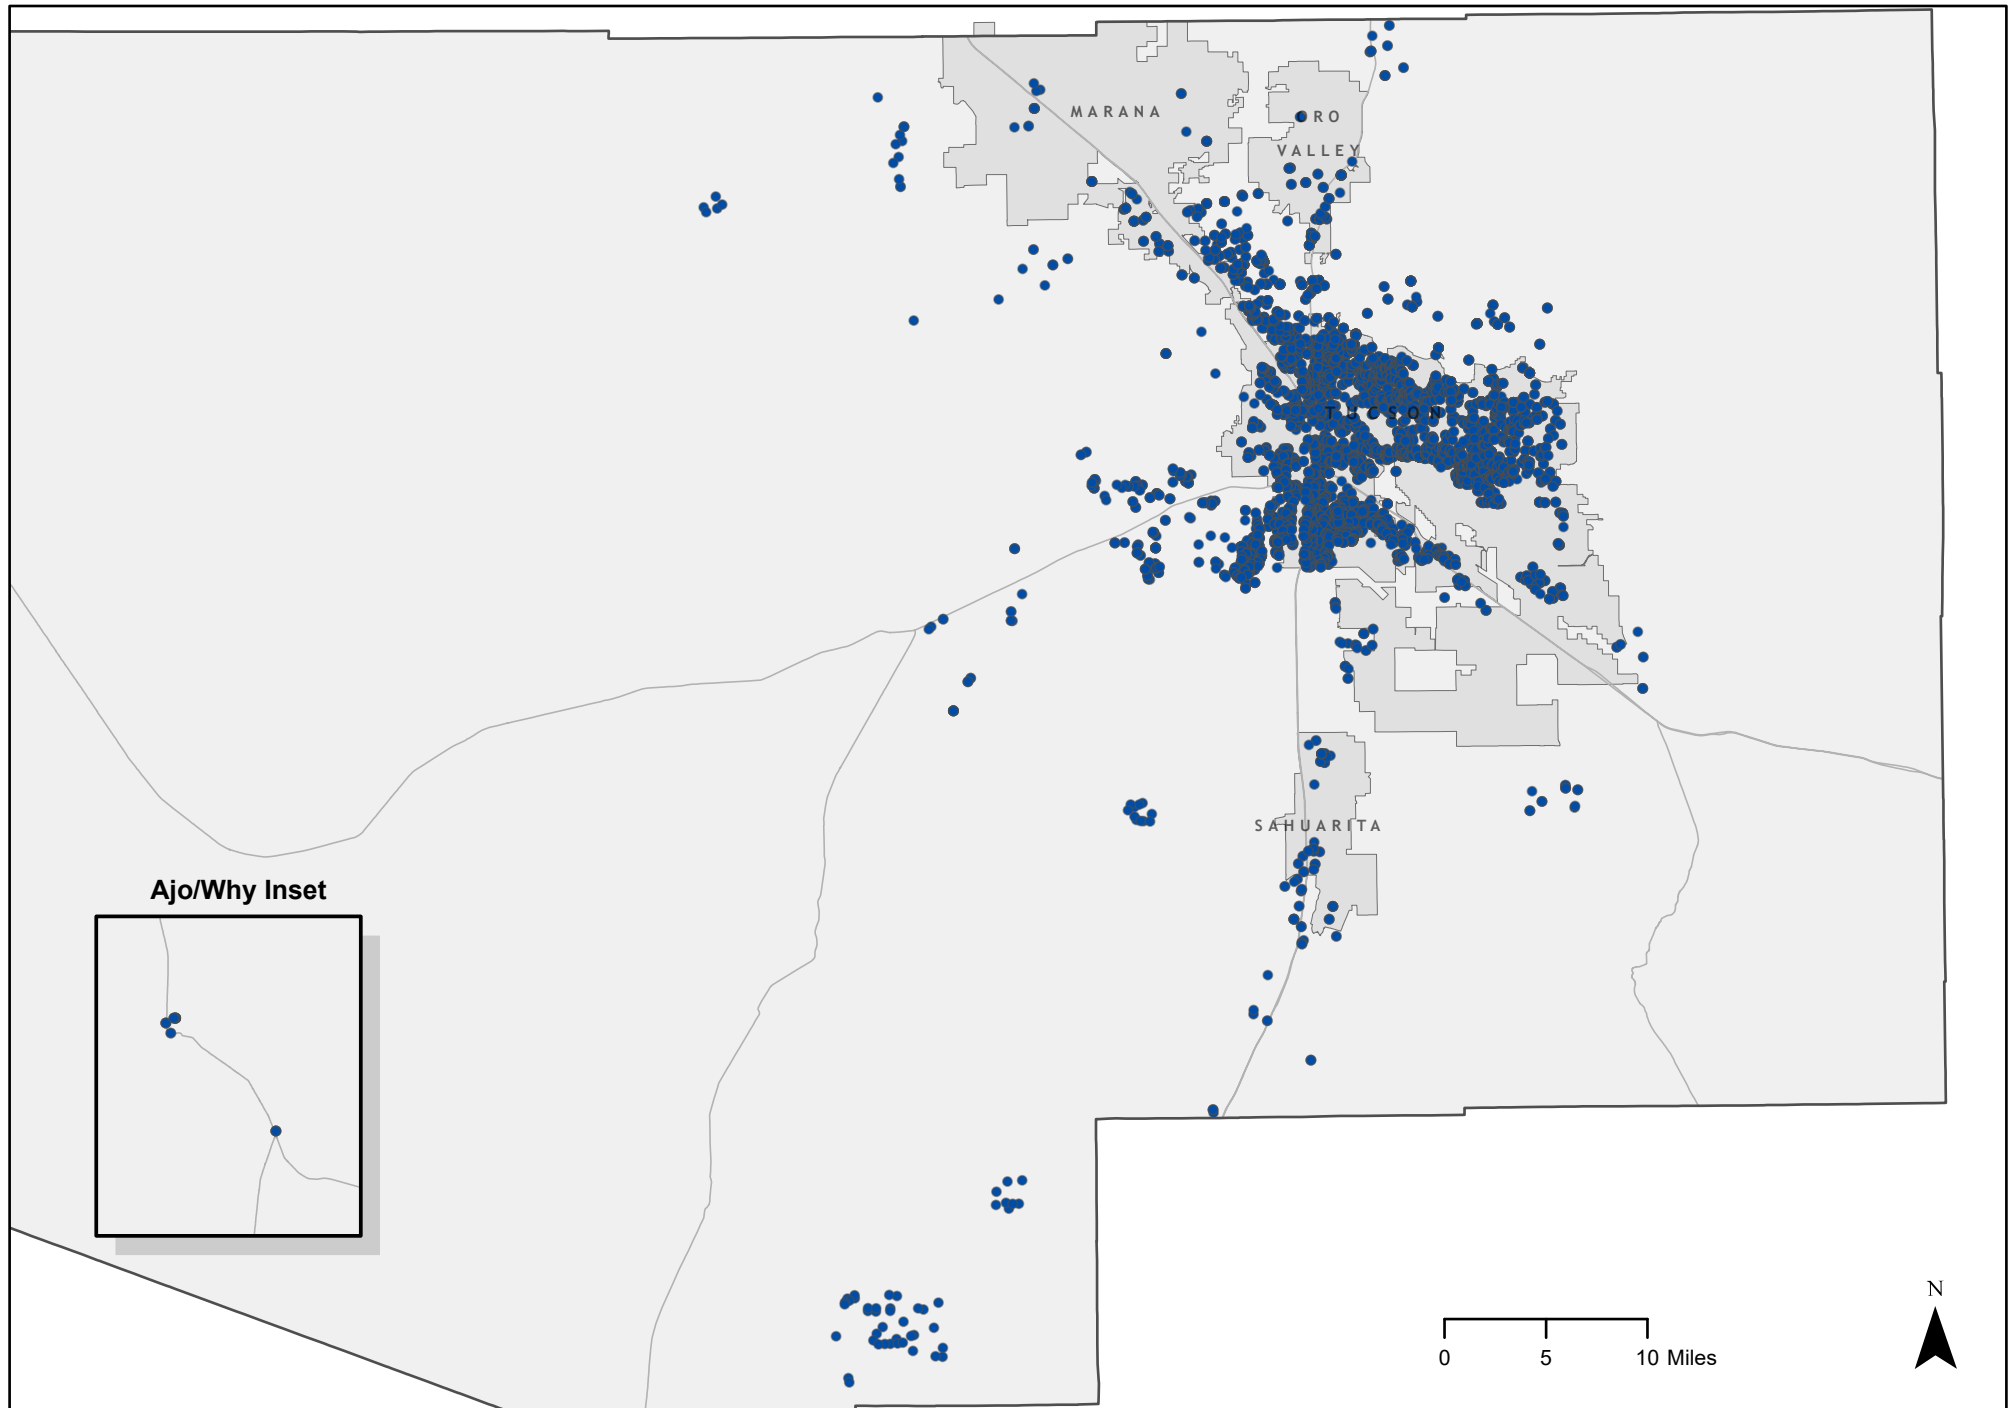 MARANA
ORO
VALLEY
TUCSON
SAHUARITA
Ajo/Why Inset
N
0 5 10 Miles